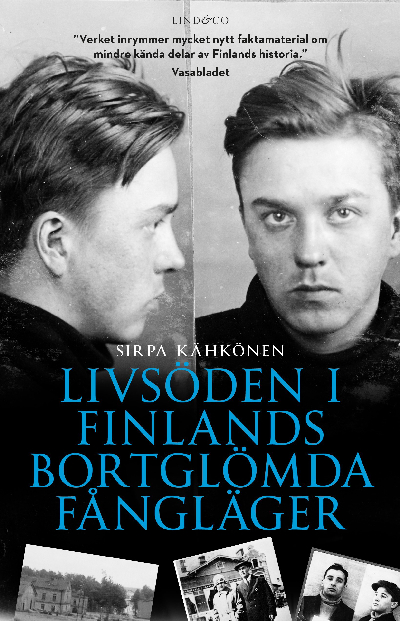 LIND&CO
”Verket inrymmer mycket nytt faktamaterial om
mindre kända delar av Finlands historia.”
Vasabladet
SIRPA KÄHKÖNEN
LIVSÖDEN I
FINLANDS
BORTGLÖMDA
FÅNGLÄGER